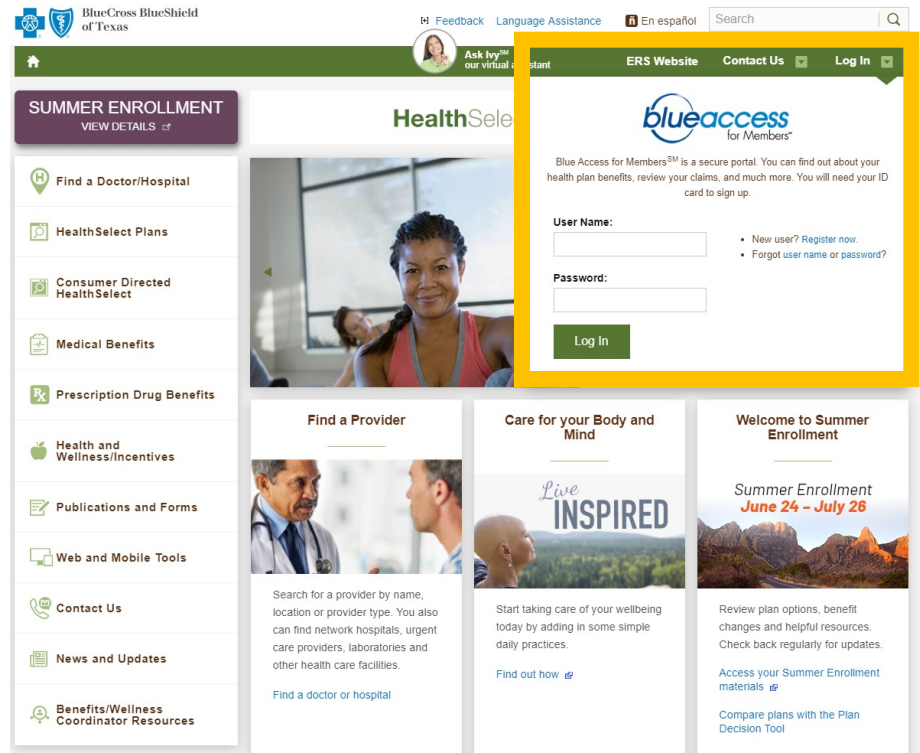 BlueCross BlueShield
of Texas
[+] Feedback Language Assistance En español Search
Ask Ivy℠
our virtual assistant
ERS Website Contact Us Log In
SUMMER ENROLLMENT
VIEW DETAILS
HealthSele
blueaccess
for Members℠
Blue Access for Members℠ is a secure portal. You can find out about your
health plan benefits, review your claims, and much more. You will need your ID
card to sign up.
User Name:
• New user? Register now.
• Forgot user name or password?
Password:
Log In
Find a Doctor/Hospital
HealthSelect Plans
Consumer Directed
HealthSelect
Medical Benefits
Prescription Drug Benefits
Health and
Wellness/Incentives
Publications and Forms
Web and Mobile Tools
Contact Us
News and Updates
Benefits/Wellness
Coordinator Resources
Find a Provider
Search for a provider by name,
location or provider type. You also
can find network hospitals, urgent
care providers, laboratories and
other health care facilities.
Find a doctor or hospital
Care for your Body and
Mind
Live
INSPIRED
Start taking care of your wellbeing
today by adding in some simple
daily practices.
Find out how
Welcome to Summer
Enrollment
Summer Enrollment
June 24 – July 26
Review plan options, benefit
changes and helpful resources.
Check back regularly for updates.
Access your Summer Enrollment
materials
Compare plans with the Plan
Decision Tool